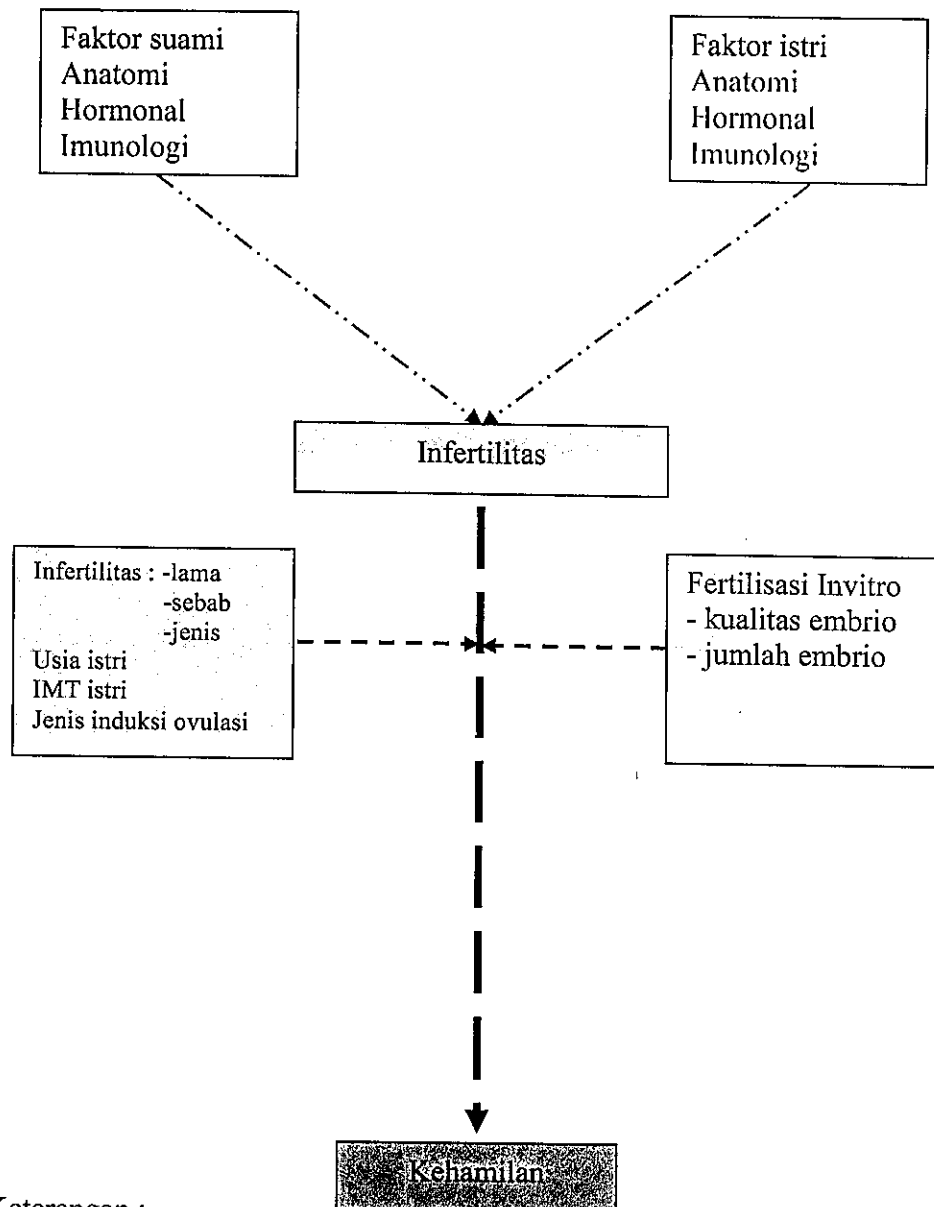 Faktor suami
Anatomi
Hormonal
Imunologi
Faktor istri
Anatomi
Hormonal
Imunologi
Infertilitas
Infertilitas : -lama
-sebab
-jenis
Usia istri
IMT istri
Jenis induksi ovulasi
Fertilisasi Invitro
- kualitas embrio
- jumlah embrio
Kehamilan
Keterangan :